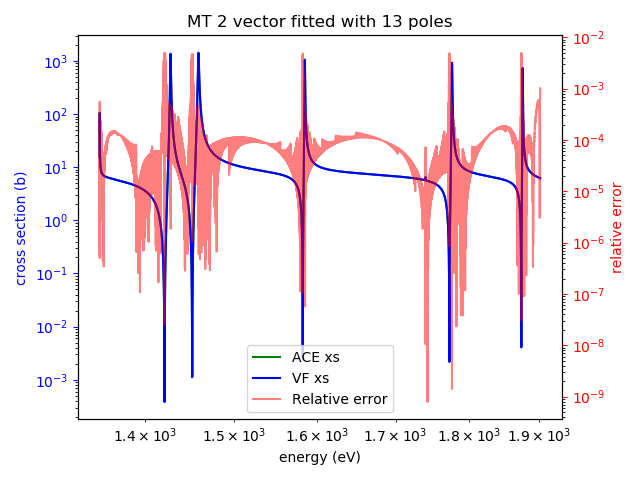 MT 2 vector fitted with 13 poles
10³
10²
10¹
10⁰
10⁻¹
10⁻²
10⁻³
cross section (b)
10⁻²
10⁻³
10⁻⁴
10⁻⁵
10⁻⁶
10⁻⁷
10⁻⁸
10⁻⁹
relative error
ACE xs
VF xs
Relative error
1.4 × 10³ 1.5 × 10³ 1.6 × 10³ 1.7 × 10³ 1.8 × 10³ 1.9 × 10³
energy (eV)